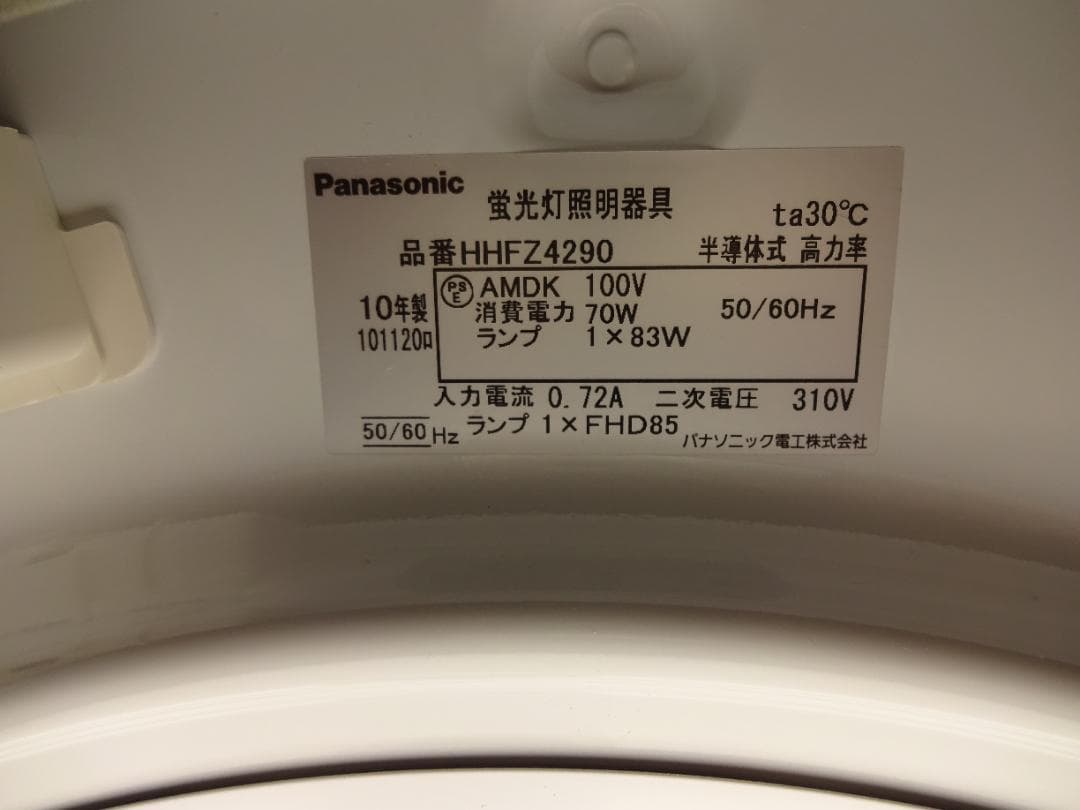 Panasonic
蛍光灯照明器具
ta30℃
品番HHFZ4290
半導体式 高力率
10年製
101120ロ
PS
E
AMDK 100V
消費電力 70W
50/60Hz
ランプ 1×83W
入力電流 0.72A 二次電圧 310V
50/60Hz
ランプ 1×FHD85
パナソニック電工株式会社